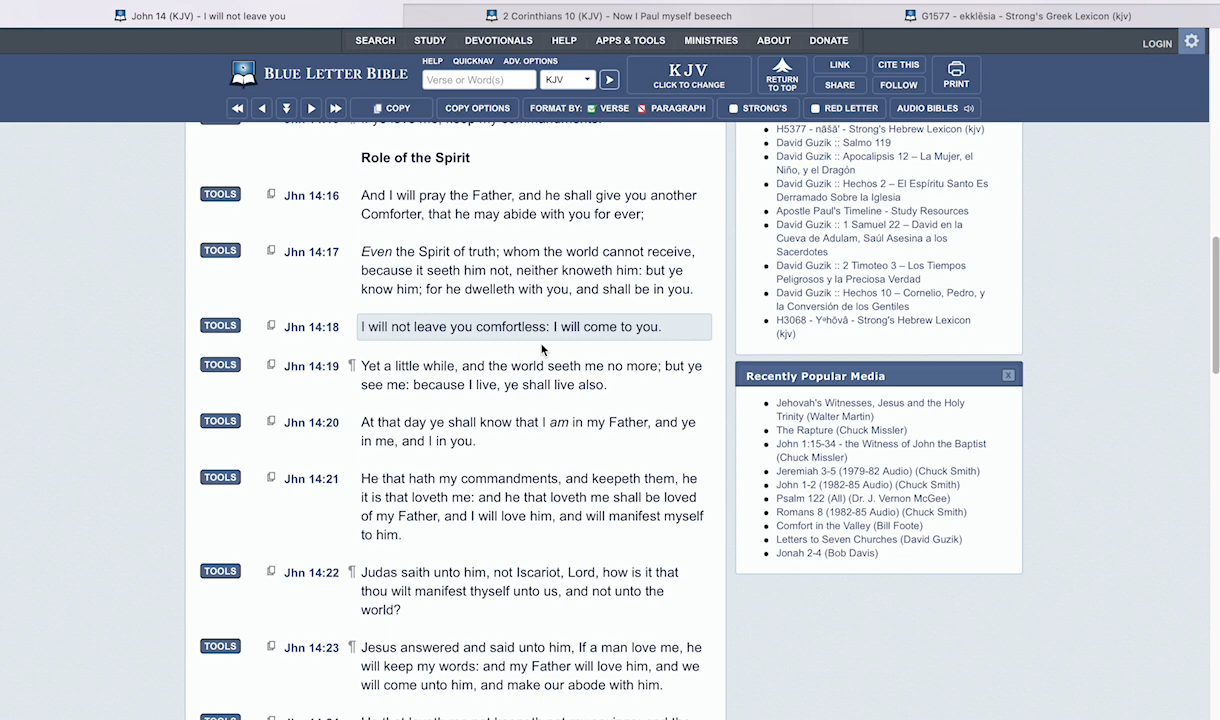 John 14 (KJV) - I will not leave you
2 Corinthians 10 (KJV) - Now I Paul myself beseech
G1577 - ekklēsia - Strong's Greek Lexicon (kjv)
SEARCH STUDY DEVOTIONALS HELP APPS & TOOLS MINISTRIES ABOUT DONATE LOGIN
BLUE LETTER BIBLE
HELP QUICKNAV ADV. OPTIONS
Verse or Word(s) KJV
KJV
CLICK TO CHANGE
RETURN
TO TOP
LINK CITE THIS
SHARE FOLLOW
PRINT
COPY COPY OPTIONS FORMAT BY: VERSE PARAGRAPH STRONG'S RED LETTER AUDIO BIBLES
Role of the Spirit
TOOLS Jhn 14:16 And I will pray the Father, and he shall give you another
Comforter, that he may abide with you for ever;
TOOLS Jhn 14:17 Even the Spirit of truth; whom the world cannot receive,
because it seeth him not, neither knoweth him: but ye
know him; for he dwelleth with you, and shall be in you.
TOOLS Jhn 14:18 I will not leave you comfortless: I will come to you.
TOOLS Jhn 14:19 ¶ Yet a little while, and the world seeth me no more; but ye
see me: because I live, ye shall live also.
TOOLS Jhn 14:20 At that day ye shall know that I am in my Father, and ye
in me, and I in you.
TOOLS Jhn 14:21 He that hath my commandments, and keepeth them, he
it is that loveth me: and he that loveth me shall be loved
of my Father, and I will love him, and will manifest myself
to him.
TOOLS Jhn 14:22 ¶ Judas saith unto him, not Iscariot, Lord, how is it that
thou wilt manifest thyself unto us, and not unto the
world?
TOOLS Jhn 14:23 ¶ Jesus answered and said unto him, If a man love me, he
will keep my words: and my Father will love him, and we
will come unto him, and make our abode with him.
H5377 - nāšā' - Strong's Hebrew Lexicon (kjv)
David Guzik :: Salmo 119
David Guzik :: Apocalipsis 12 – La Mujer, el
Niño, y el Dragón
David Guzik :: Hechos 2 – El Espíritu Santo Es
Derramado Sobre la Iglesia
Apostle Paul's Timeline - Study Resources
David Guzik :: 1 Samuel 22 – David en la
Cueva de Adulam, Saúl Asesina a los
Sacerdotes
David Guzik :: 2 Timoteo 3 – Los Tiempos
Peligrosos y la Preciosa Verdad
David Guzik :: Hechos 10 – Cornelio, Pedro, y
la Conversión de los Gentiles
H3068 - Yᵊhōvâ - Strong's Hebrew Lexicon
(kjv)
Recently Popular Media X
Jehovah's Witnesses, Jesus and the Holy
Trinity (Walter Martin)
The Rapture (Chuck Missler)
John 1:15-34 - the Witness of John the Baptist
(Chuck Missler)
Jeremiah 3-5 (1979-82 Audio) (Chuck Smith)
John 1-2 (1982-85 Audio) (Chuck Smith)
Psalm 122 (All) (Dr. J. Vernon McGee)
Romans 8 (1982-85 Audio) (Chuck Smith)
Comfort in the Valley (Bill Foote)
Letters to Seven Churches (David Guzik)
Jonah 2-4 (Bob Davis)